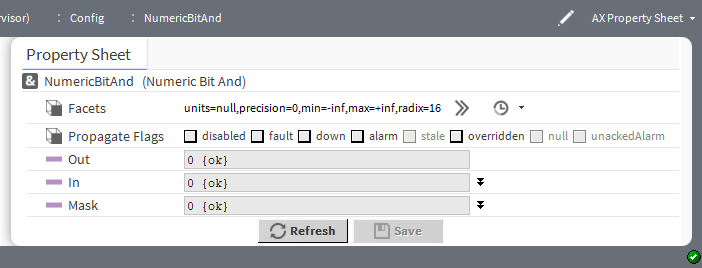 rvisor) : Config : NumericBitAnd AX Property Sheet
Property Sheet
& NumericBitAnd (Numeric Bit And)
Facets units=null,precision=0,min=-inf,max=+inf,radix=16
Propagate Flags disabled fault down alarm stale overridden null unackedAlarm
Out 0 {ok}
In 0 {ok}
Mask 0 {ok}
Refresh Save